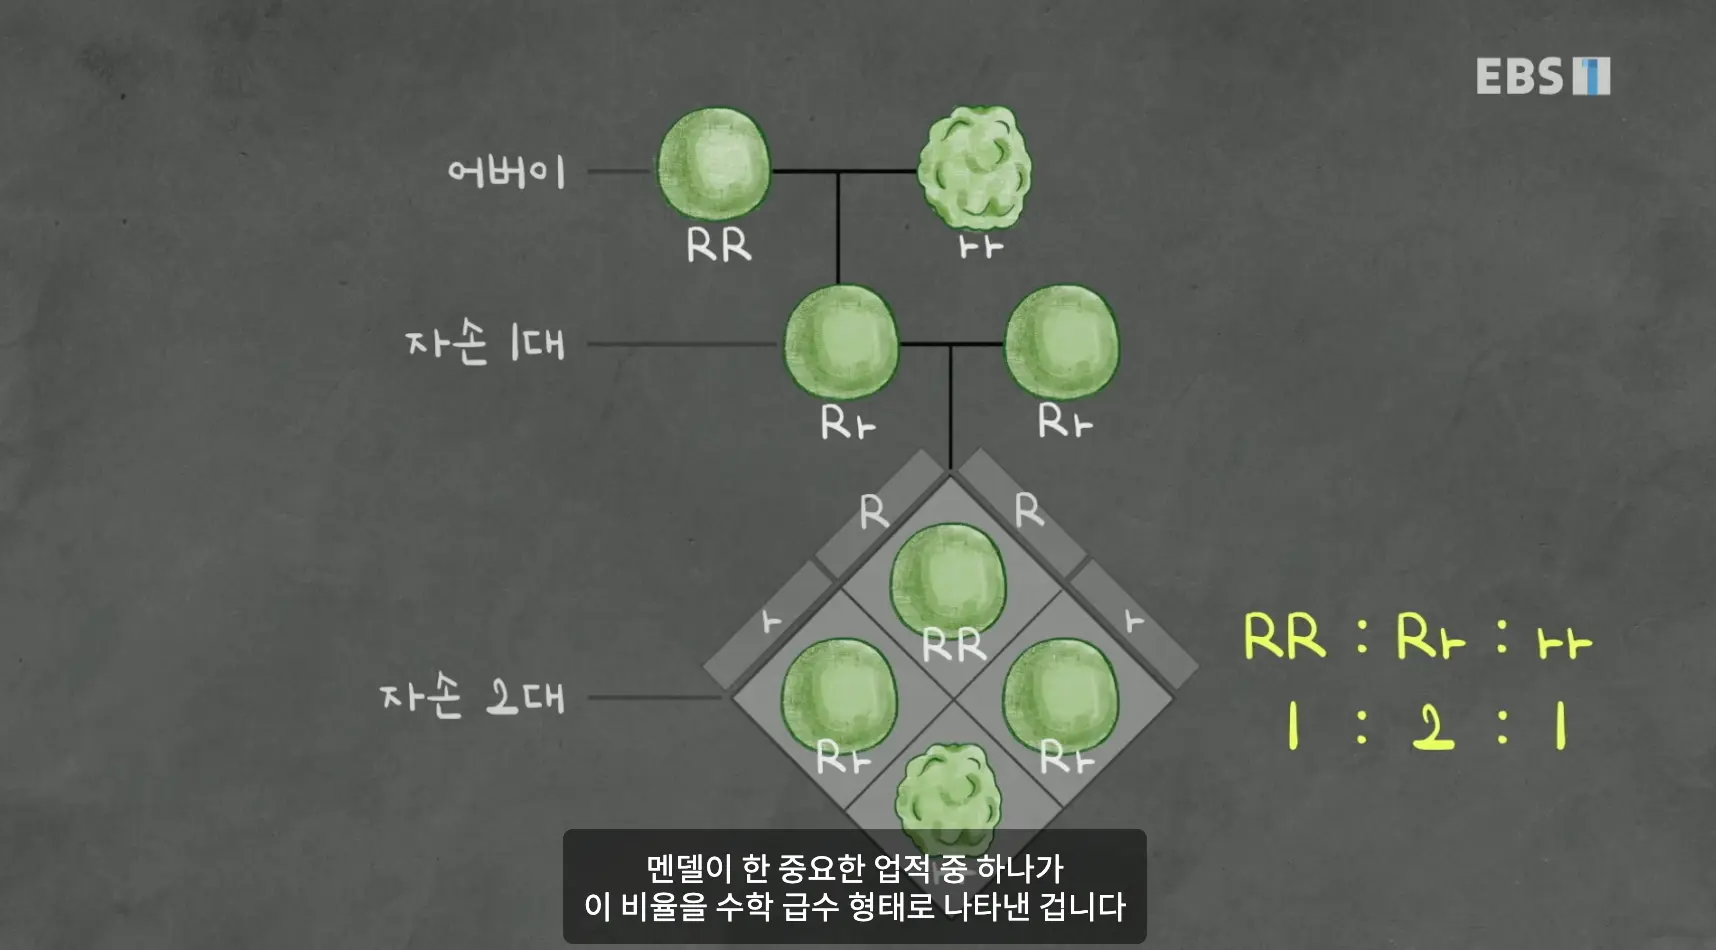 EBS 1
어버이
RR
rr
자손 1대
Rr
Rr
R
R
r
r
RR
자손 2대
Rr
Rr
RR : Rr : rr
1 : 2 : 1
멘델이 한 중요한 업적 중 하나가
이 비율을 수학 급수 형태로 나타낸 겁니다